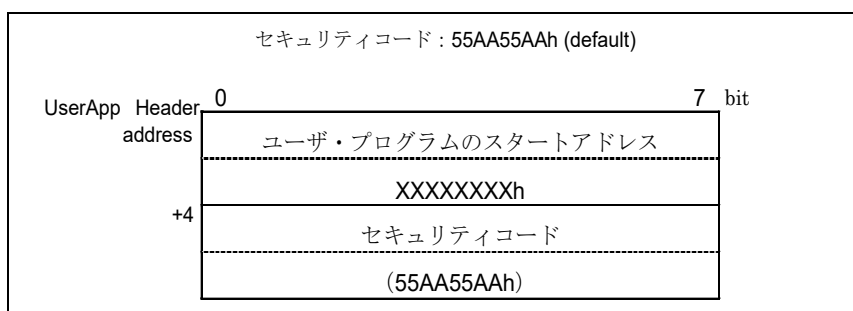 セキュリティコード : 55AA55AAh (default)
0 7 bit
UserApp Header
address
ユーザ・プログラムのスタートアドレス
XXXXXXXXh
+4
セキュリティコード
(55AA55AAh)